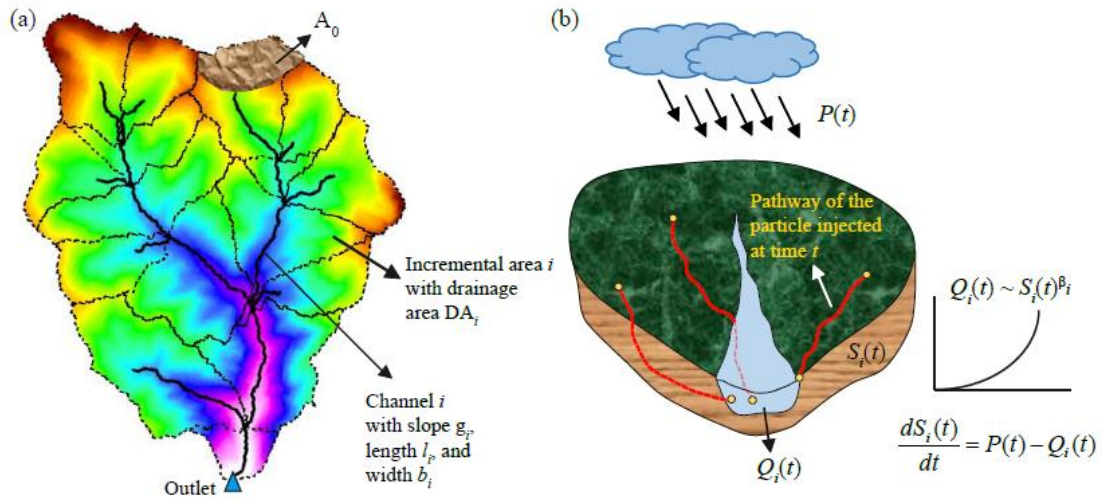 (a)
A₀
Incremental area i
with drainage
area DAᵢ
Channel i
with slope gᵢ,
length lᵢ, and
width bᵢ
Outlet
(b)
P(t)
Pathway of the
particle injected
at time t
Sᵢ(t)
Qᵢ(t)
Qᵢ(t) ~ Sᵢ(t)^βᵢ
dSᵢ(t)/dt = P(t) − Qᵢ(t)